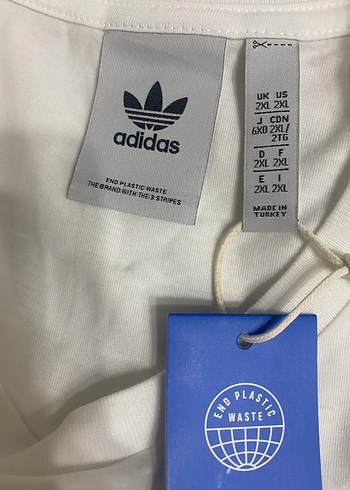 adidas
END PLASTIC WASTE
THE BRAND WITH THE 3 STRIPES
UK US
2XL 2XL
J CDN
6XO 2XL/
2TG
D F
2XL 2XL
E I
2XL 2XL
MADE IN
TURKEY
END PLASTIC
WASTE